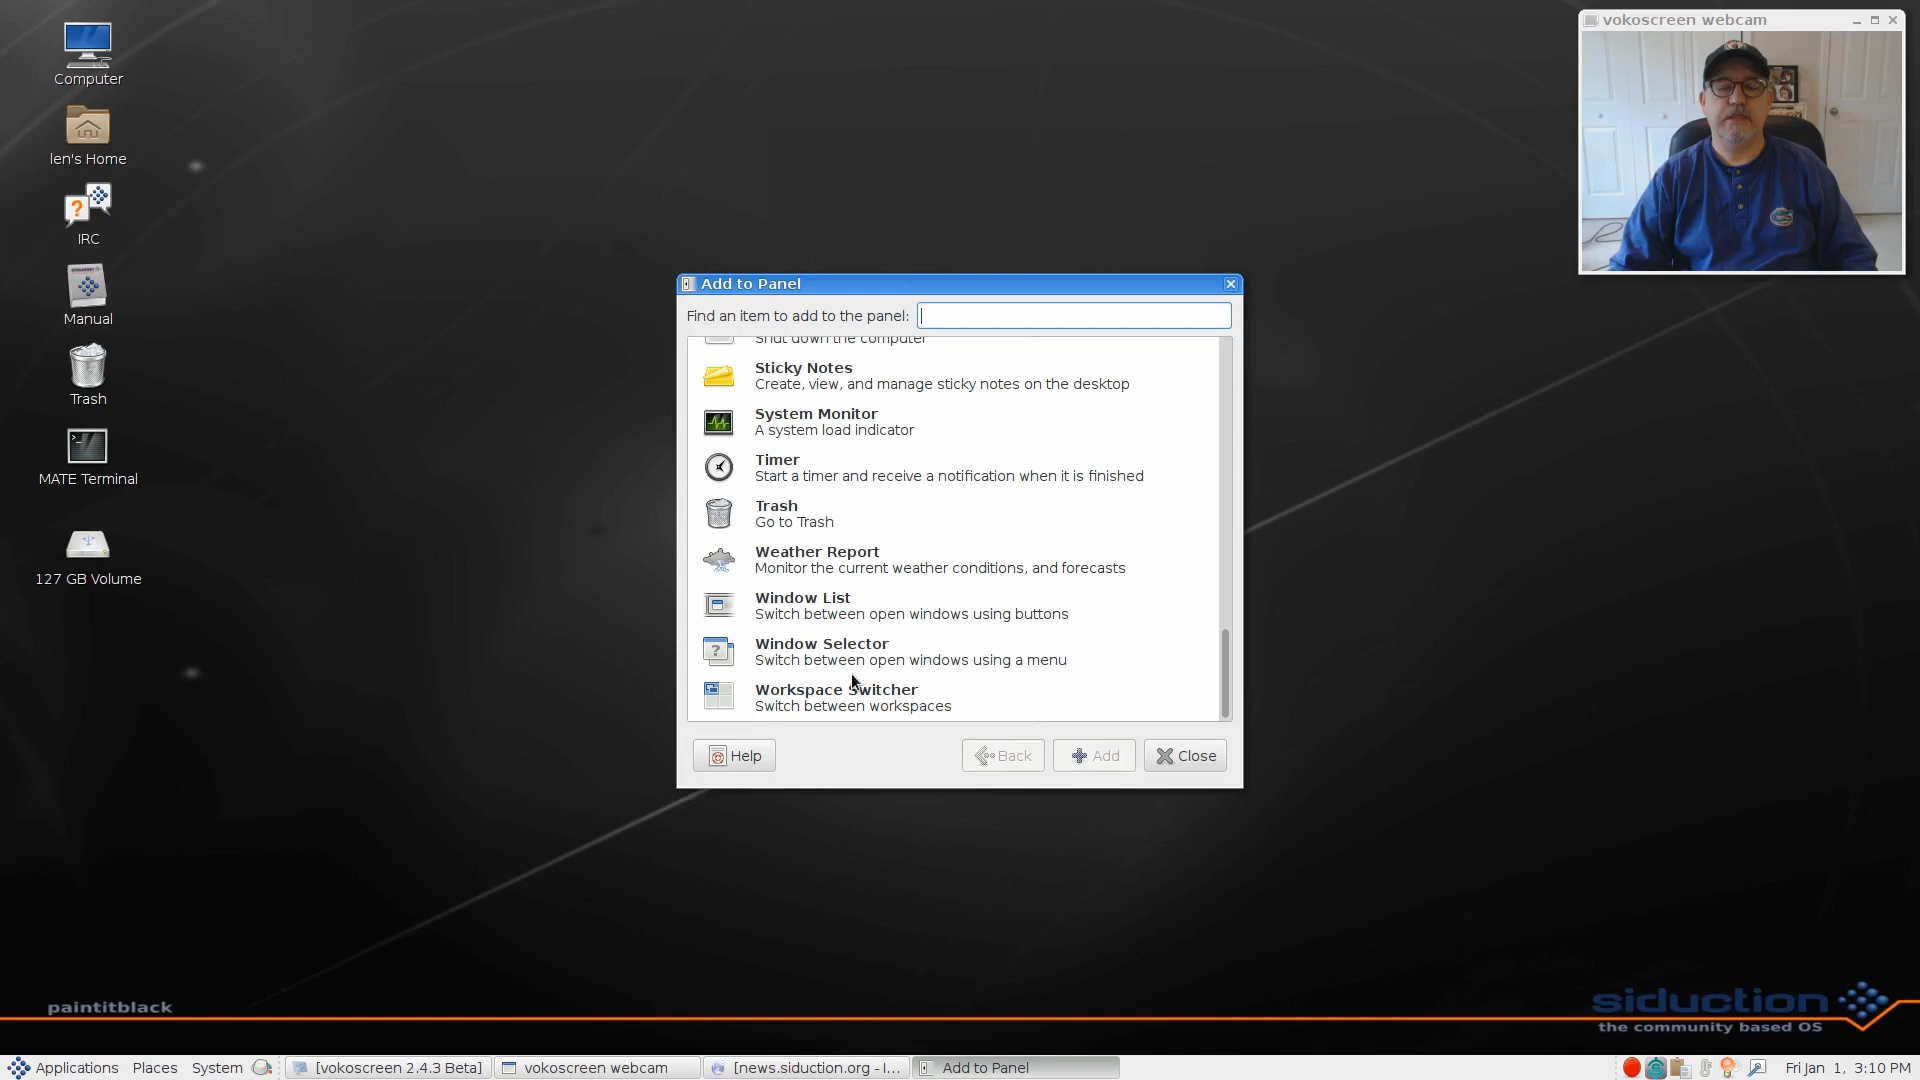 Computer
len's Home
IRC
Manual
Trash
MATE Terminal
127 GB Volume
vokoscreen webcam
Add to Panel
Find an item to add to the panel:
Shut down the computer
Sticky Notes
Create, view, and manage sticky notes on the desktop
System Monitor
A system load indicator
Timer
Start a timer and receive a notification when it is finished
Trash
Go to Trash
Weather Report
Monitor the current weather conditions, and forecasts
Window List
Switch between open windows using buttons
Window Selector
Switch between open windows using a menu
Workspace Switcher
Switch between workspaces
Help
Back
Add
Close
paintitblack
siduction
the community based OS
Applications Places System [vokoscreen 2.4.3 Beta] vokoscreen webcam [news.siduction.org - I... Add to Panel Fri Jan 1, 3:10 PM